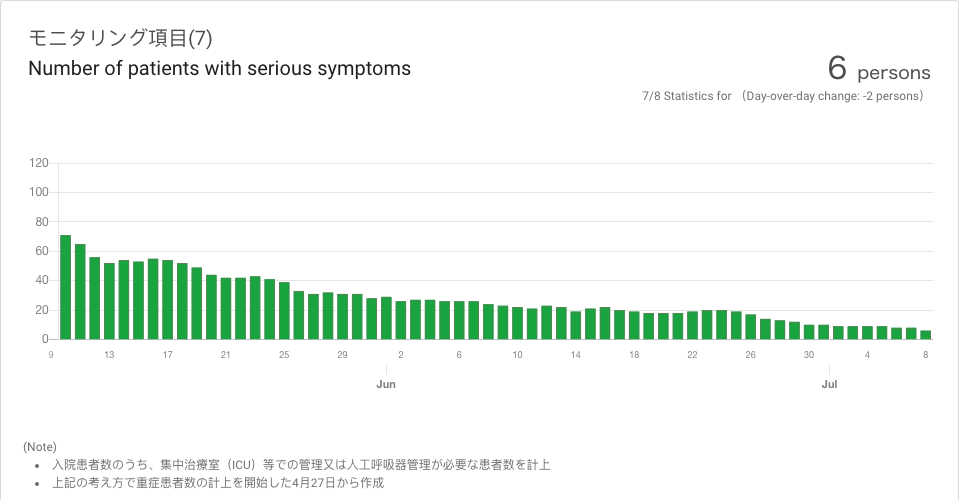 モニタリング項目(7)
Number of patients with serious symptoms
6 persons
7/8 Statistics for （Day-over-day change: -2 persons）
120
100
80
60
40
20
0
9 13 17 21 25 29 2 6 10 14 18 22 26 30 4 8
Jun Jul
(Note)
• 入院患者数のうち、集中治療室（ICU）等での管理又は人工呼吸器管理が必要な患者数を計上
• 上記の考え方で重症患者数の計上を開始した4月27日から作成